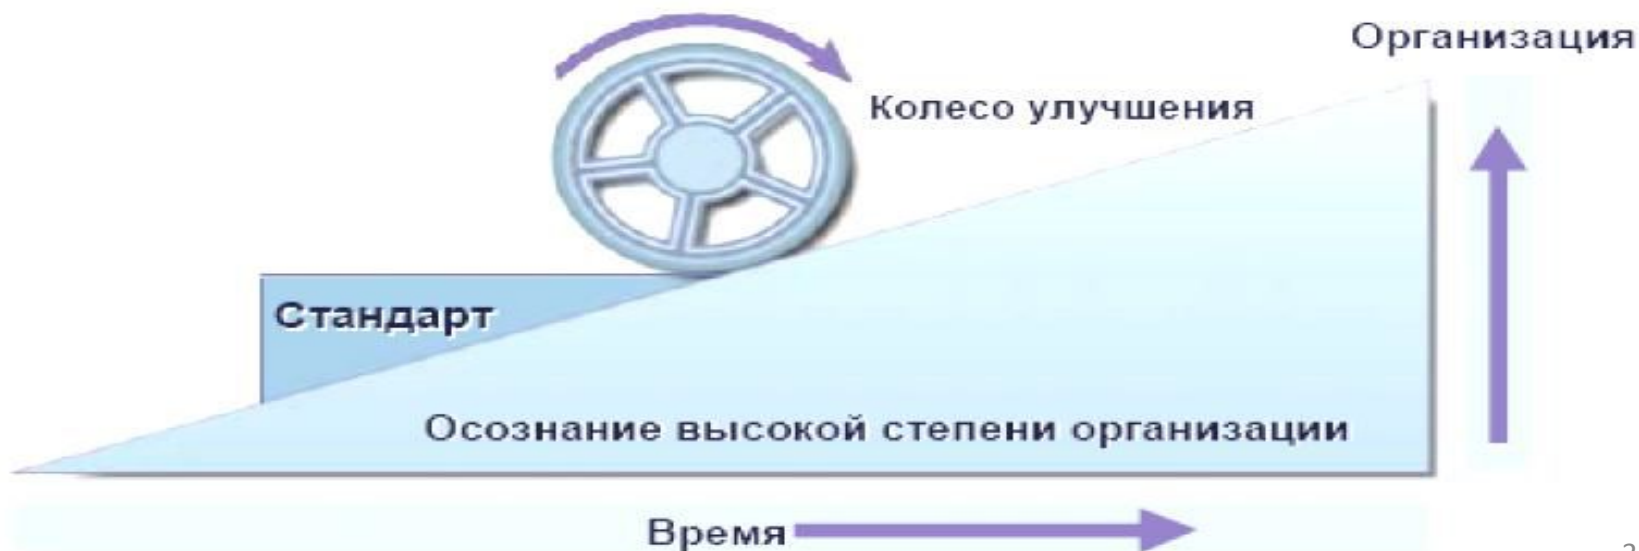 Организация
Колесо улучшения
Стандарт
Осознание высокой степени организации
Время